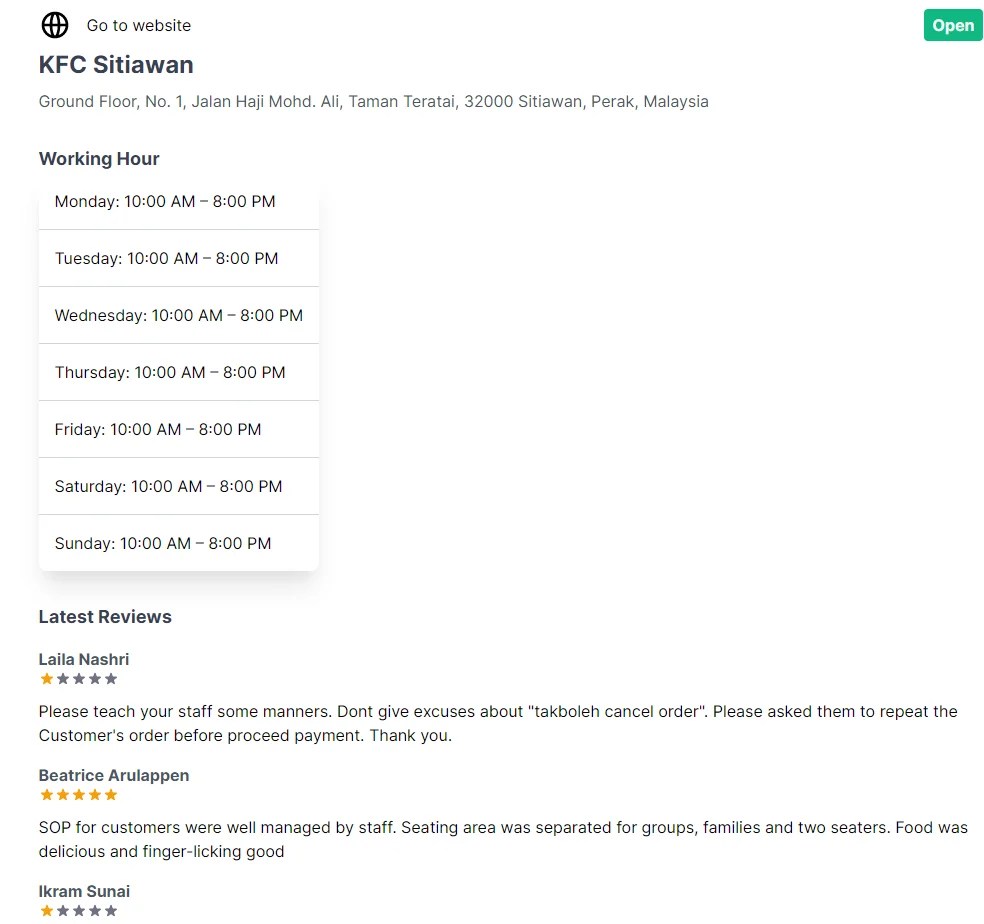 Go to website
Open
KFC Sitiawan
Ground Floor, No. 1, Jalan Haji Mohd. Ali, Taman Teratai, 32000 Sitiawan, Perak, Malaysia
Working Hour
Monday: 10:00 AM – 8:00 PM
Tuesday: 10:00 AM – 8:00 PM
Wednesday: 10:00 AM – 8:00 PM
Thursday: 10:00 AM – 8:00 PM
Friday: 10:00 AM – 8:00 PM
Saturday: 10:00 AM – 8:00 PM
Sunday: 10:00 AM – 8:00 PM
Latest Reviews
Laila Nashri
Please teach your staff some manners. Dont give excuses about "takboleh cancel order". Please asked them to repeat the
Customer's order before proceed payment. Thank you.
Beatrice Arulappen
SOP for customers were well managed by staff. Seating area was separated for groups, families and two seaters. Food was
delicious and finger-licking good
Ikram Sunai